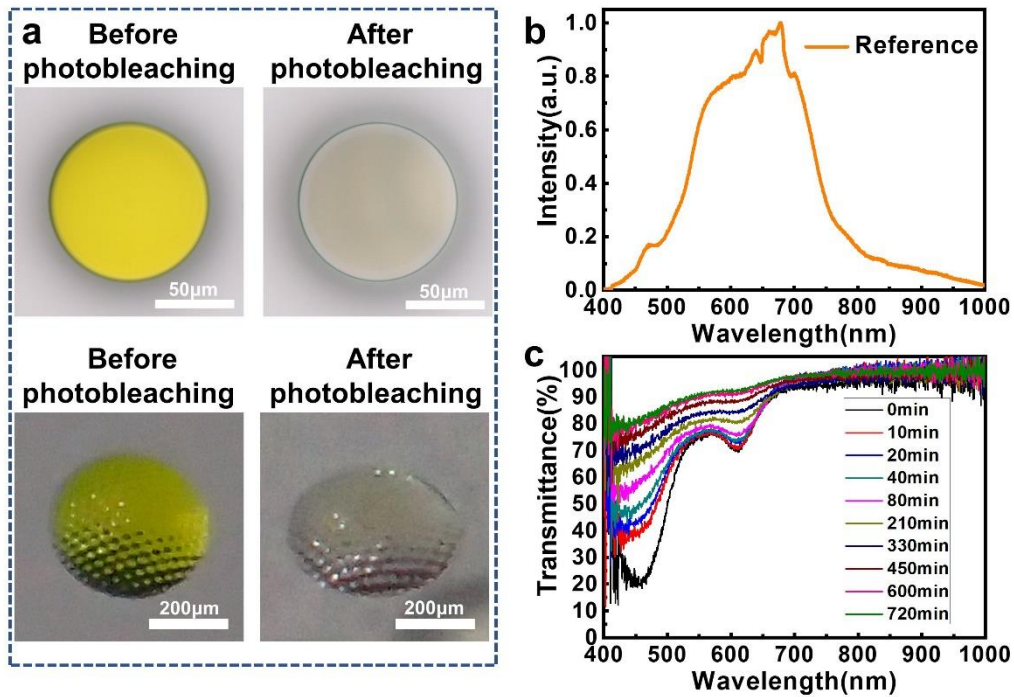 a
Before
photobleaching
After
photobleaching
50μm
50μm
Before
photobleaching
After
photobleaching
200μm
200μm
b
Intensity(a.u.)
1.0
0.8
0.6
0.4
0.2
0.0
Reference
400 500 600 700 800 900 1000
Wavelength(nm)
c
Transmittance(%)
100
90
80
70
60
50
40
30
20
10
0
0min
10min
20min
40min
80min
210min
330min
450min
600min
720min
400 500 600 700 800 900 1000
Wavelength(nm)